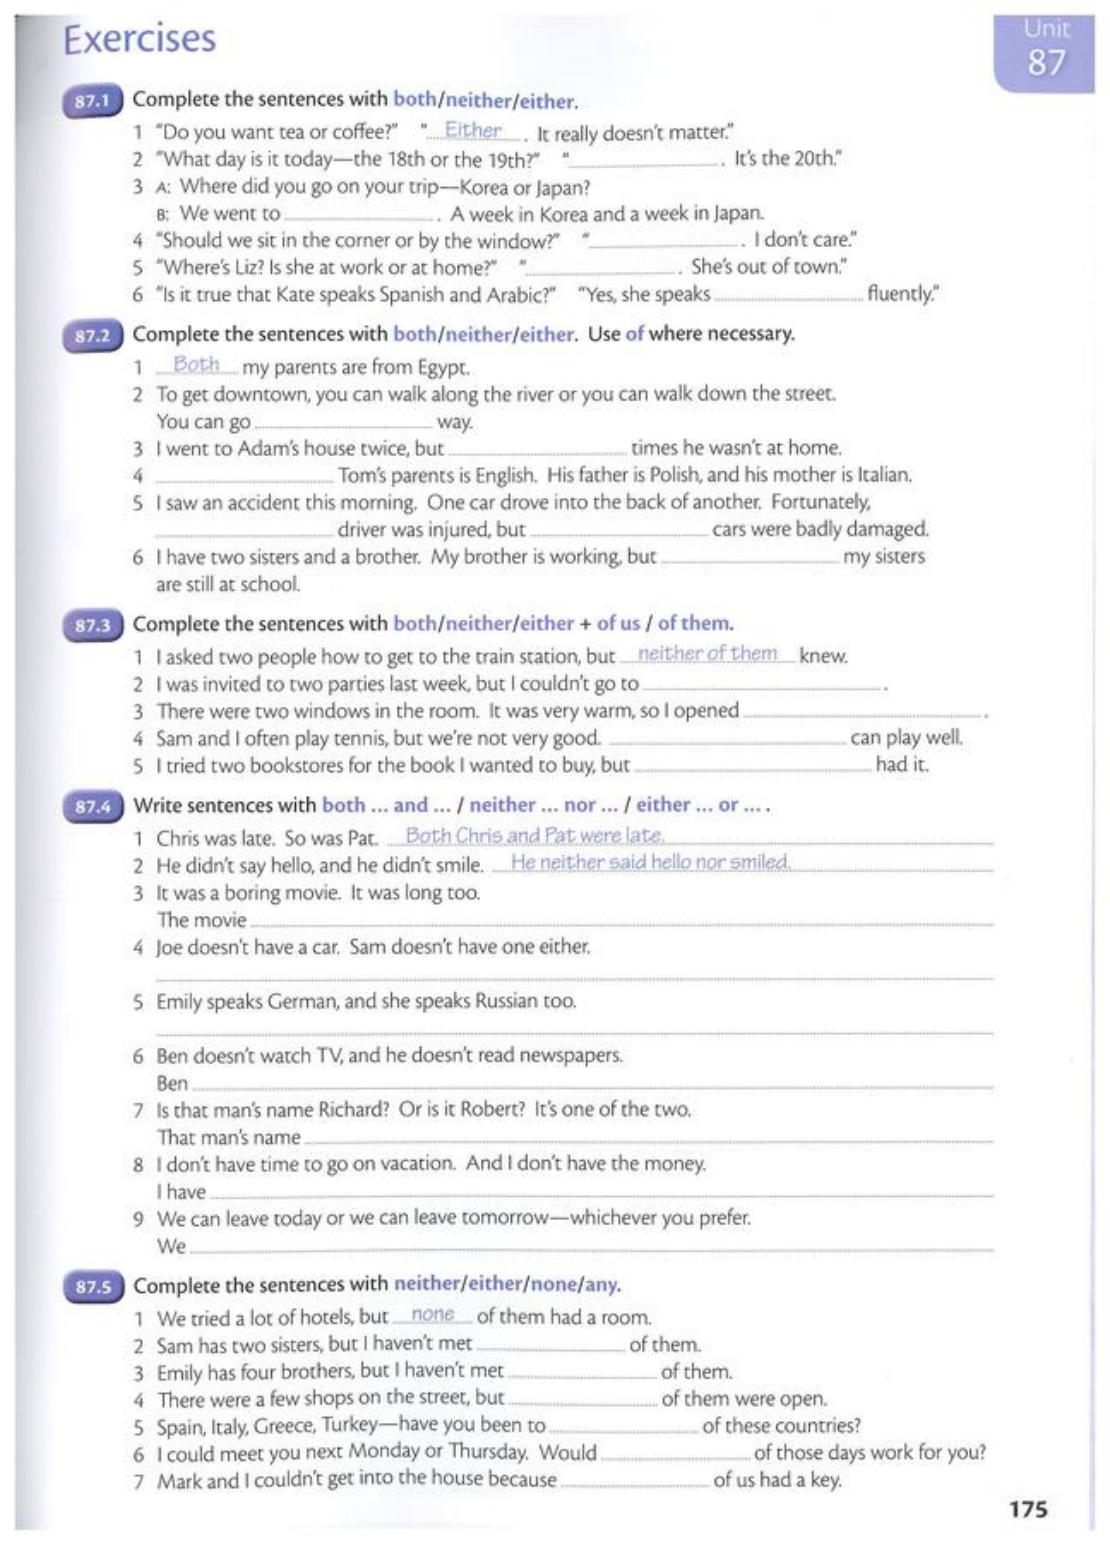 Exercises
Unit
87
87.1 Complete the sentences with both/neither/either.
1 "Do you want tea or coffee?" "Either. It really doesn't matter."
2 "What day is it today—the 18th or the 19th?" " . It's the 20th."
3 A: Where did you go on your trip—Korea or Japan?
B: We went to . A week in Korea and a week in Japan.
4 "Should we sit in the corner or by the window?" " . I don't care."
5 "Where's Liz? Is she at work or at home?" " . She's out of town."
6 "Is it true that Kate speaks Spanish and Arabic?" "Yes, she speaks fluently."
87.2 Complete the sentences with both/neither/either. Use of where necessary.
1 Both my parents are from Egypt.
2 To get downtown, you can walk along the river or you can walk down the street.
You can go way.
3 I went to Adam's house twice, but times he wasn't at home.
4 Tom's parents is English. His father is Polish, and his mother is Italian.
5 I saw an accident this morning. One car drove into the back of another. Fortunately,
driver was injured, but cars were badly damaged.
6 I have two sisters and a brother. My brother is working, but my sisters
are still at school.
87.3 Complete the sentences with both/neither/either + of us / of them.
1 I asked two people how to get to the train station, but neither of them knew.
2 I was invited to two parties last week, but I couldn't go to .
3 There were two windows in the room. It was very warm, so I opened .
4 Sam and I often play tennis, but we're not very good. can play well.
5 I tried two bookstores for the book I wanted to buy, but had it.
87.4 Write sentences with both ... and ... / neither ... nor ... / either ... or ... .
1 Chris was late. So was Pat. Both Chris and Pat were late.
2 He didn't say hello, and he didn't smile. He neither said hello nor smiled.
3 It was a boring movie. It was long too.
The movie
4 Joe doesn't have a car. Sam doesn't have one either.
5 Emily speaks German, and she speaks Russian too.
6 Ben doesn't watch TV, and he doesn't read newspapers.
Ben
7 Is that man's name Richard? Or is it Robert? It's one of the two.
That man's name
8 I don't have time to go on vacation. And I don't have the money.
I have
9 We can leave today or we can leave tomorrow—whichever you prefer.
We
87.5 Complete the sentences with neither/either/none/any.
1 We tried a lot of hotels, but none of them had a room.
2 Sam has two sisters, but I haven't met of them.
3 Emily has four brothers, but I haven't met of them.
4 There were a few shops on the street, but of them were open.
5 Spain, Italy, Greece, Turkey—have you been to of these countries?
6 I could meet you next Monday or Thursday. Would of those days work for you?
7 Mark and I couldn't get into the house because of us had a key.
175